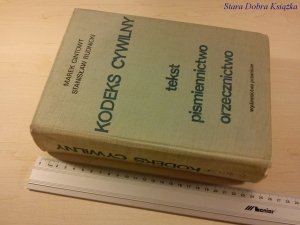 Stara Dobra Książka
MAREK GINTOWT
STANISŁAW RUDNICKI
KODEKS CYWILNY
tekst
piśmiennictwo
orzecznictwo
wydawnictwo prawnicze
KODEKS CYWILNY